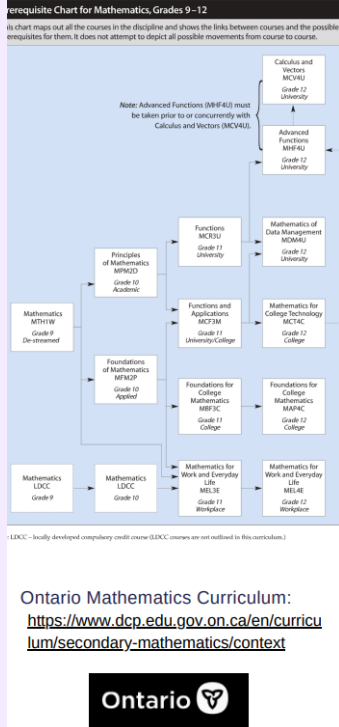 rerequisite Chart for Mathematics, Grades 9–12
is chart maps out all the courses in the discipline and shows the links between courses and the possible
erequisites for them. It does not attempt to depict all possible movements from course to course.
Calculus and
Vectors
MCV4U
Grade 12
University
Note: Advanced Functions (MHF4U) must
be taken prior to or concurrently with
Calculus and Vectors (MCV4U).
Advanced
Functions
MHF4U
Grade 12
University
Functions
MCR3U
Grade 11
University
Mathematics of
Data Management
MDM4U
Grade 12
University
Principles
of Mathematics
MPM2D
Grade 10
Academic
Mathematics
MTH1W
Grade 9
De-streamed
Functions and
Applications
MCF3M
Grade 11
University/College
Mathematics for
College Technology
MCT4C
Grade 12
College
Foundations
of Mathematics
MFM2P
Grade 10
Applied
Foundations for
College
Mathematics
MBF3C
Grade 11
College
Foundations for
College
Mathematics
MAP4C
Grade 12
College
Mathematics
LDCC
Grade 9
Mathematics
LDCC
Grade 10
Mathematics for
Work and Everyday
Life
MEL3E
Grade 11
Workplace
Mathematics for
Work and Everyday
Life
MEL4E
Grade 12
Workplace
: LDCC – locally developed compulsory credit course (LDCC courses are not outlined in this curriculum.)
Ontario Mathematics Curriculum:
https://www.dcp.edu.gov.on.ca/en/curricu
lum/secondary-mathematics/context
Ontario